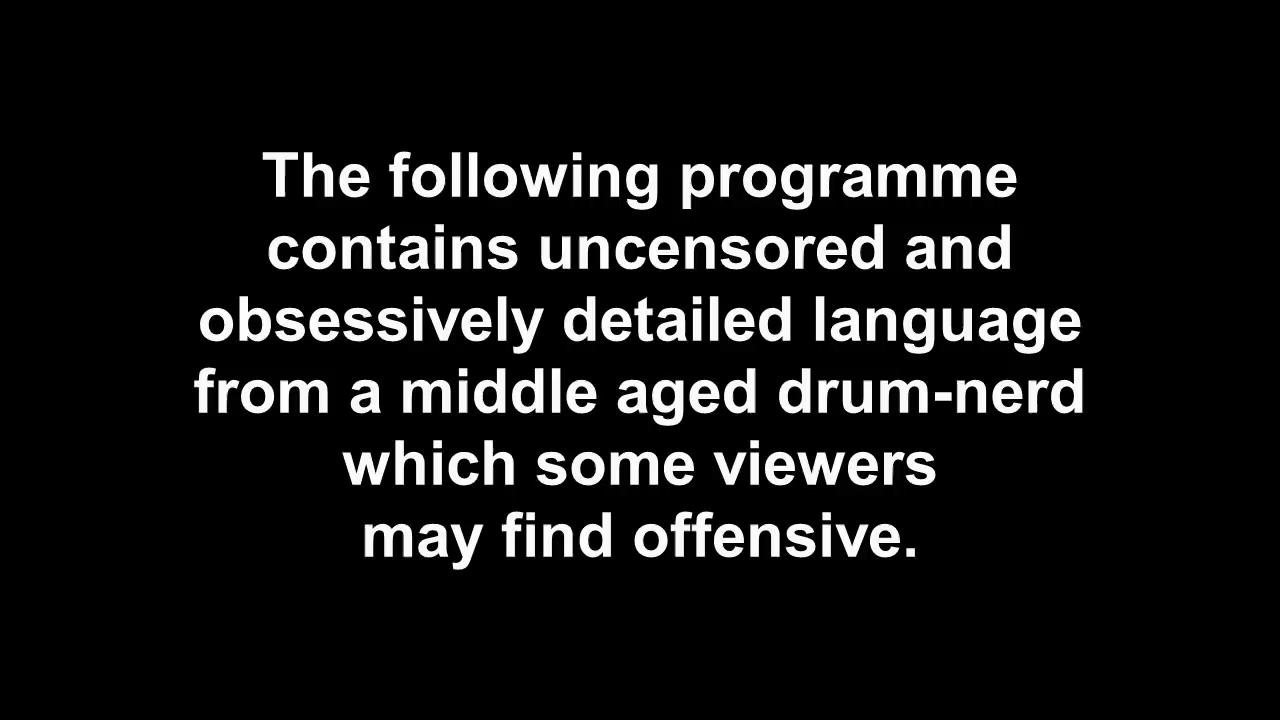 The following programme
contains uncensored and
obsessively detailed language
from a middle aged drum-nerd
which some viewers
may find offensive.